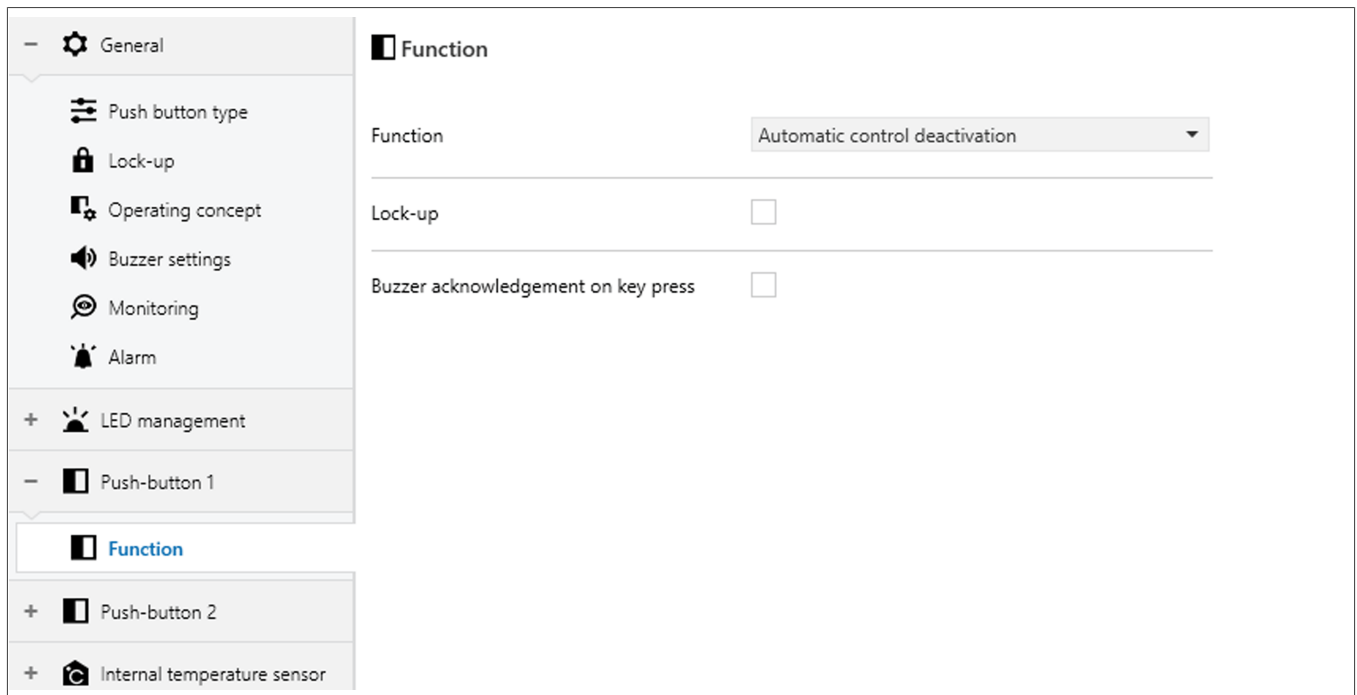 General
Push button type
Lock-up
Operating concept
Buzzer settings
Monitoring
Alarm
LED management
Push-button 1
Function
Push-button 2
Internal temperature sensor
Function
Function
Automatic control deactivation
Lock-up
Buzzer acknowledgement on key press